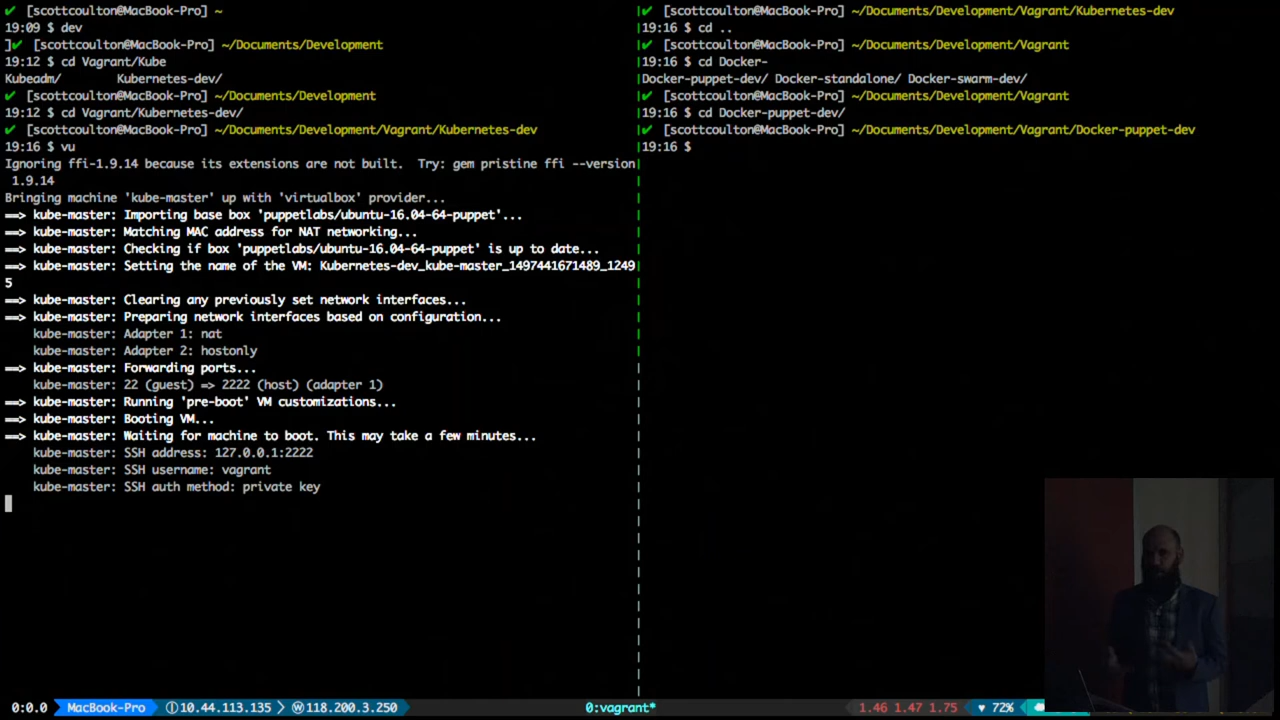 ✔ [scottcoulton@MacBook-Pro] ~
19:09 $ dev
]✔ [scottcoulton@MacBook-Pro] ~/Documents/Development
19:12 $ cd Vagrant/Kube
Kubeadm/ Kubernetes-dev/
✔ [scottcoulton@MacBook-Pro] ~/Documents/Development
19:12 $ cd Vagrant/Kubernetes-dev/
✔ [scottcoulton@MacBook-Pro] ~/Documents/Development/Vagrant/Kubernetes-dev
19:16 $ vu
Ignoring ffi-1.9.14 because its extensions are not built. Try: gem pristine ffi --version
1.9.14
Bringing machine 'kube-master' up with 'virtualbox' provider...
==> kube-master: Importing base box 'puppetlabs/ubuntu-16.04-64-puppet'...
==> kube-master: Matching MAC address for NAT networking...
==> kube-master: Checking if box 'puppetlabs/ubuntu-16.04-64-puppet' is up to date...
==> kube-master: Setting the name of the VM: Kubernetes-dev_kube-master_1497441671489_1249
5
==> kube-master: Clearing any previously set network interfaces...
==> kube-master: Preparing network interfaces based on configuration...
kube-master: Adapter 1: nat
kube-master: Adapter 2: hostonly
==> kube-master: Forwarding ports...
kube-master: 22 (guest) => 2222 (host) (adapter 1)
==> kube-master: Running 'pre-boot' VM customizations...
==> kube-master: Booting VM...
==> kube-master: Waiting for machine to boot. This may take a few minutes...
kube-master: SSH address: 127.0.0.1:2222
kube-master: SSH username: vagrant
kube-master: SSH auth method: private key
✔ [scottcoulton@MacBook-Pro] ~/Documents/Development/Vagrant/Kubernetes-dev
19:16 $ cd ..
✔ [scottcoulton@MacBook-Pro] ~/Documents/Development/Vagrant
19:16 $ cd Docker-
Docker-puppet-dev/ Docker-standalone/ Docker-swarm-dev/
✔ [scottcoulton@MacBook-Pro] ~/Documents/Development/Vagrant
19:16 $ cd Docker-puppet-dev/
✔ [scottcoulton@MacBook-Pro] ~/Documents/Development/Vagrant/Docker-puppet-dev
19:16 $
0:0.0 MacBook-Pro Ⓘ 10.44.113.135 ⓦ 118.200.3.250 0:vagrant* 1.46 1.47 1.75 ♥ 72%